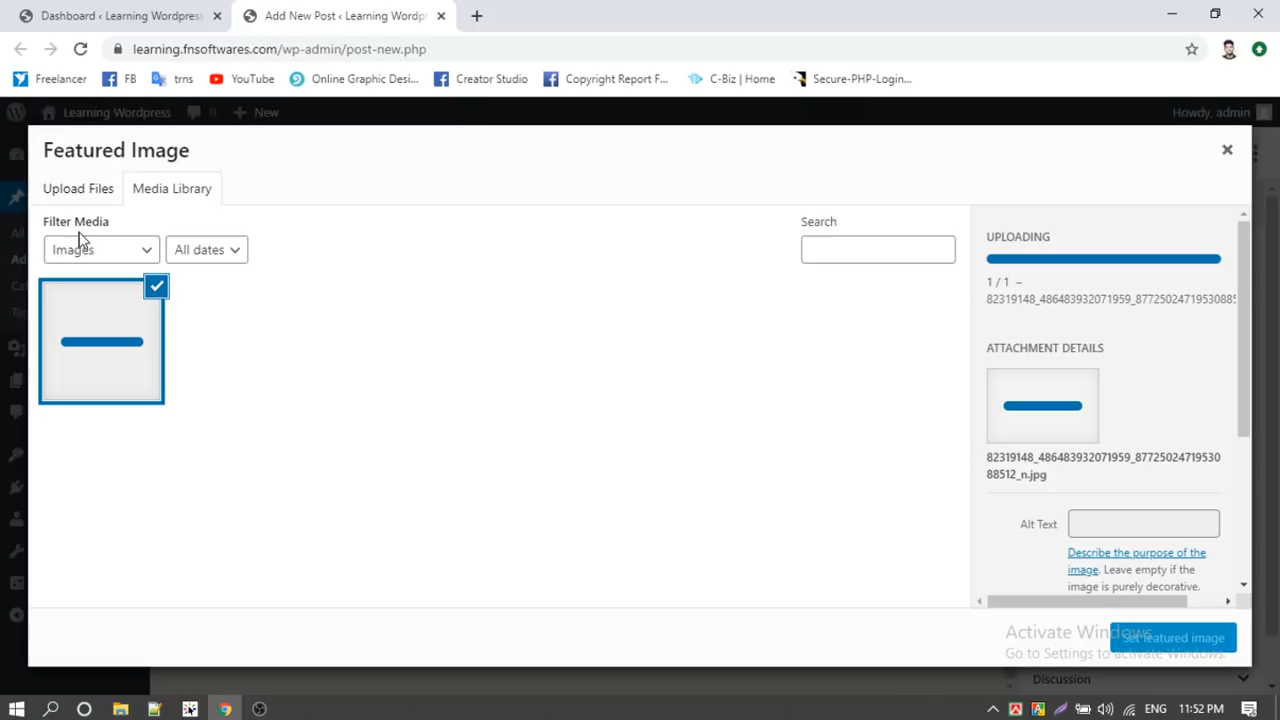 Dashboard ‹ Learning Wordpress
Add New Post ‹ Learning Wordpr
learning.fnsoftwares.com/wp-admin/post-new.php
Freelancer
FB
trns
YouTube
Online Graphic Desi...
Creator Studio
Copyright Report F...
C-Biz | Home
Secure-PHP-Login...
Learning Wordpress
0
New
Howdy, admin
Featured Image
Upload Files
Media Library
Filter Media
Search
Images
All dates
UPLOADING
1 / 1 –
82319148_486483932071959_8772502471953088
ATTACHMENT DETAILS
82319148_486483932071959_87725024719530
88512_n.jpg
Alt Text
Describe the purpose of the
image. Leave empty if the
image is purely decorative.
Activate Windows
Set featured image
Go to Settings to activate Windows.
Discussion
ENG
11:52 PM